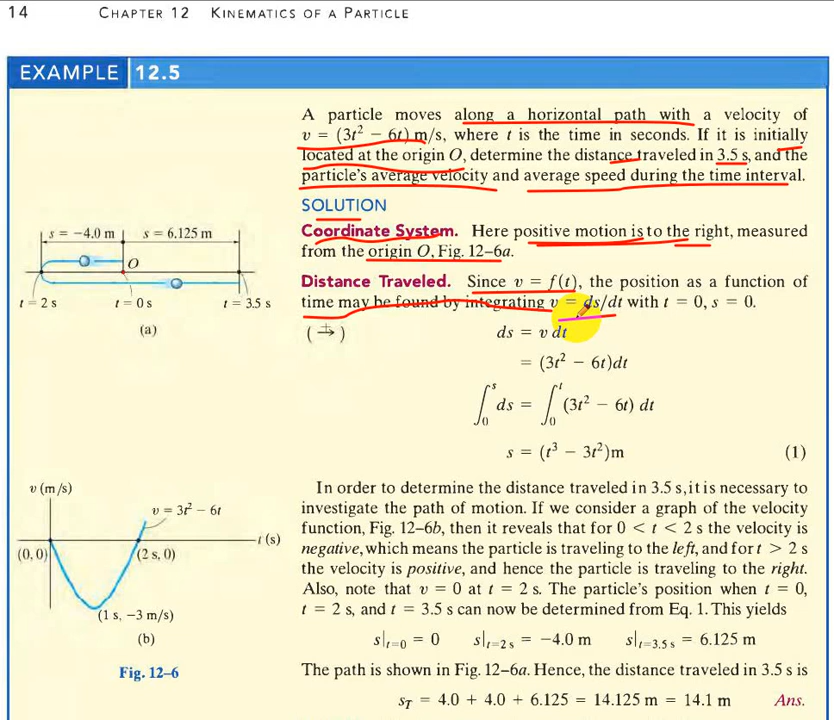 14 CHAPTER 12 KINEMATICS OF A PARTICLE
EXAMPLE 12.5
A particle moves along a horizontal path with a velocity of
v = (3t² − 6t) m/s, where t is the time in seconds. If it is initially
located at the origin O, determine the distance traveled in 3.5 s, and the
particle's average velocity and average speed during the time interval.
SOLUTION
Coordinate System. Here positive motion is to the right, measured
from the origin O, Fig. 12–6a.
Distance Traveled. Since v = f(t), the position as a function of
time may be found by integrating v = ds/dt with t = 0, s = 0.
(→⁺) ds = v dt
= (3t² − 6t)dt
∫₀ˢ ds = ∫₀ᵗ (3t² − 6t) dt
s = (t³ − 3t²)m (1)
In order to determine the distance traveled in 3.5 s, it is necessary to
investigate the path of motion. If we consider a graph of the velocity
function, Fig. 12–6b, then it reveals that for 0 < t < 2 s the velocity is
negative, which means the particle is traveling to the left, and for t > 2 s
the velocity is positive, and hence the particle is traveling to the right.
Also, note that v = 0 at t = 2 s. The particle's position when t = 0,
t = 2 s, and t = 3.5 s can now be determined from Eq. 1. This yields
s|t=0 = 0 s|t=2 s = −4.0 m s|t=3.5 s = 6.125 m
The path is shown in Fig. 12–6a. Hence, the distance traveled in 3.5 s is
sT = 4.0 + 4.0 + 6.125 = 14.125 m = 14.1 m Ans.
s = −4.0 m s = 6.125 m
O
t = 2 s t = 0 s t = 3.5 s
(a)
v (m/s)
v = 3t² − 6t
t (s)
(0, 0) (2 s, 0)
(1 s, −3 m/s)
(b)
Fig. 12–6